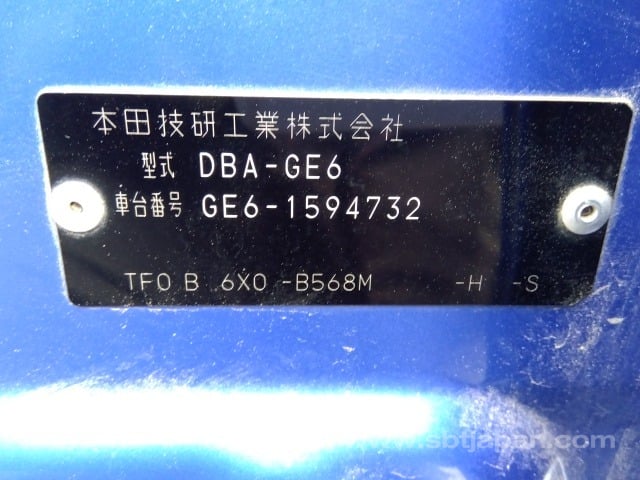 本田技研工業株式会社
型式 DBA-GE6
車台番号 GE6-1594732
TF0 B 6X0 -B568M -H -S
www.sbtjapan.com